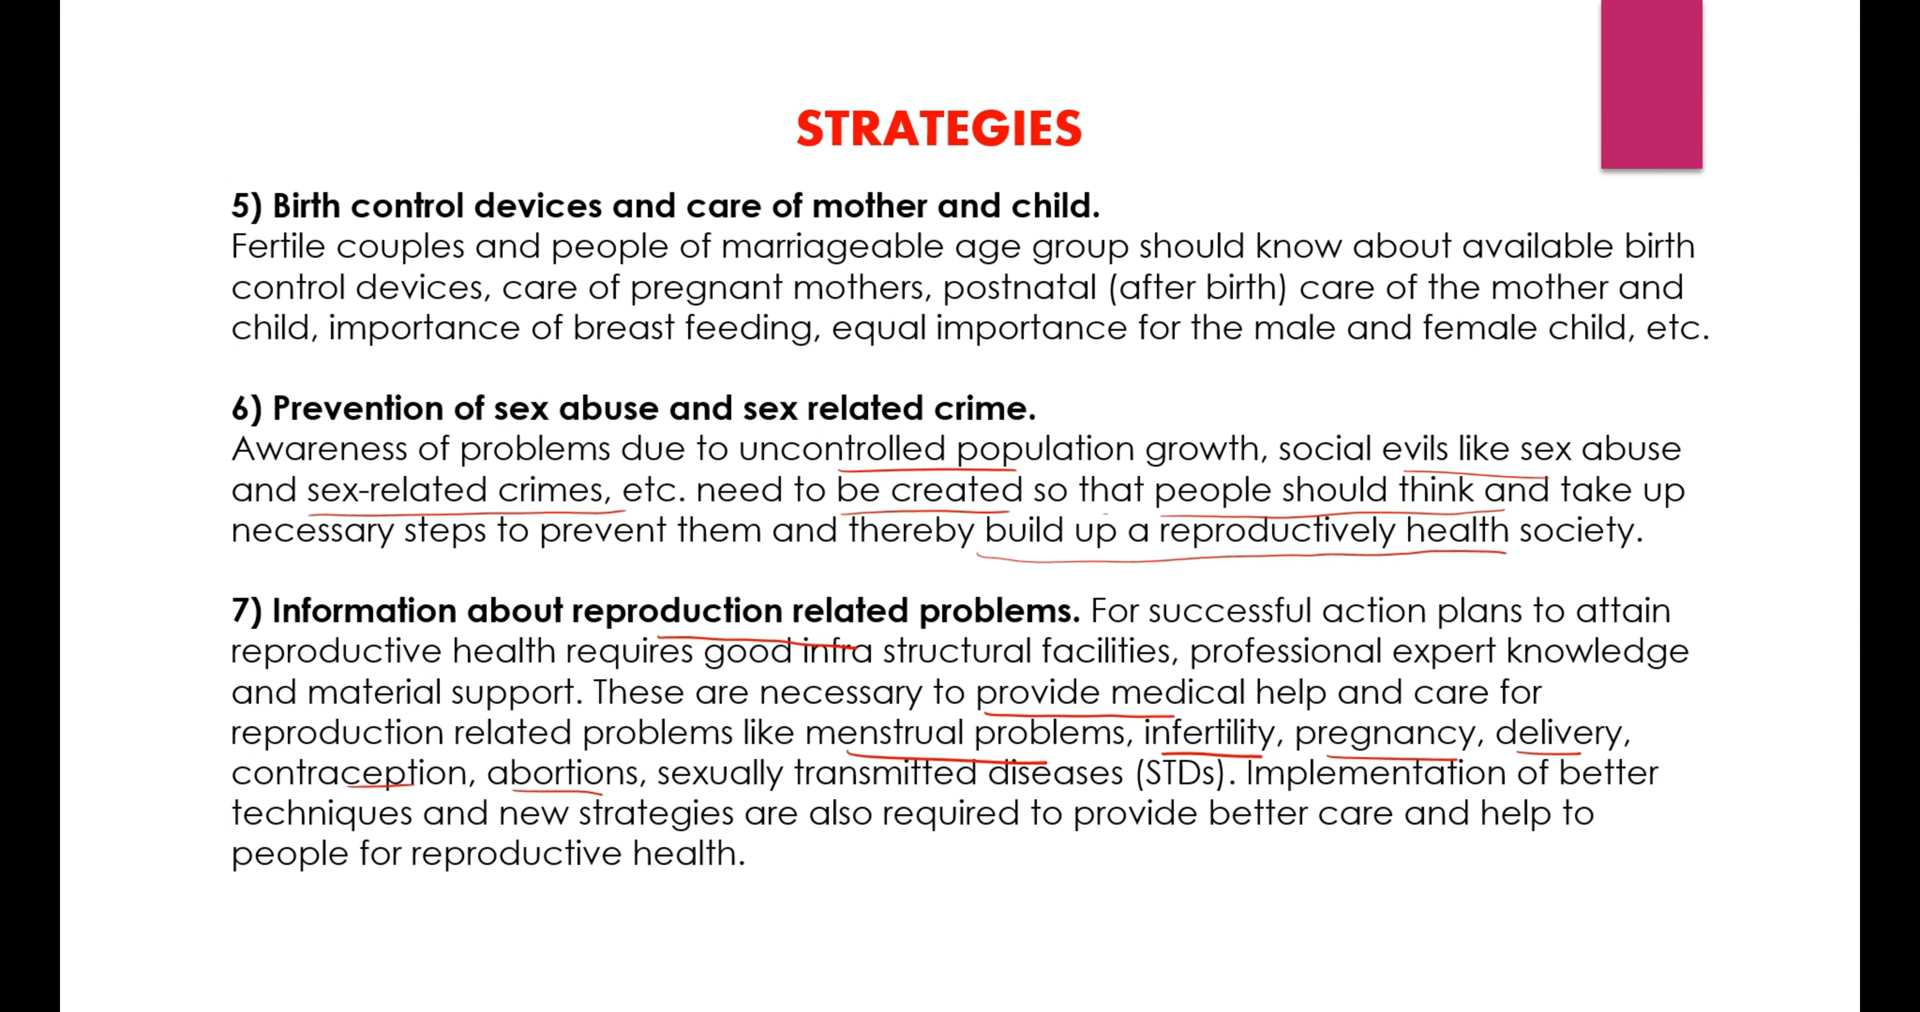 STRATEGIES
5) Birth control devices and care of mother and child.
Fertile couples and people of marriageable age group should know about available birth
control devices, care of pregnant mothers, postnatal (after birth) care of the mother and
child, importance of breast feeding, equal importance for the male and female child, etc.
6) Prevention of sex abuse and sex related crime.
Awareness of problems due to uncontrolled population growth, social evils like sex abuse
and sex-related crimes, etc. need to be created so that people should think and take up
necessary steps to prevent them and thereby build up a reproductively health society.
7) Information about reproduction related problems. For successful action plans to attain
reproductive health requires good infra structural facilities, professional expert knowledge
and material support. These are necessary to provide medical help and care for
reproduction related problems like menstrual problems, infertility, pregnancy, delivery,
contraception, abortions, sexually transmitted diseases (STDs). Implementation of better
techniques and new strategies are also required to provide better care and help to
people for reproductive health.